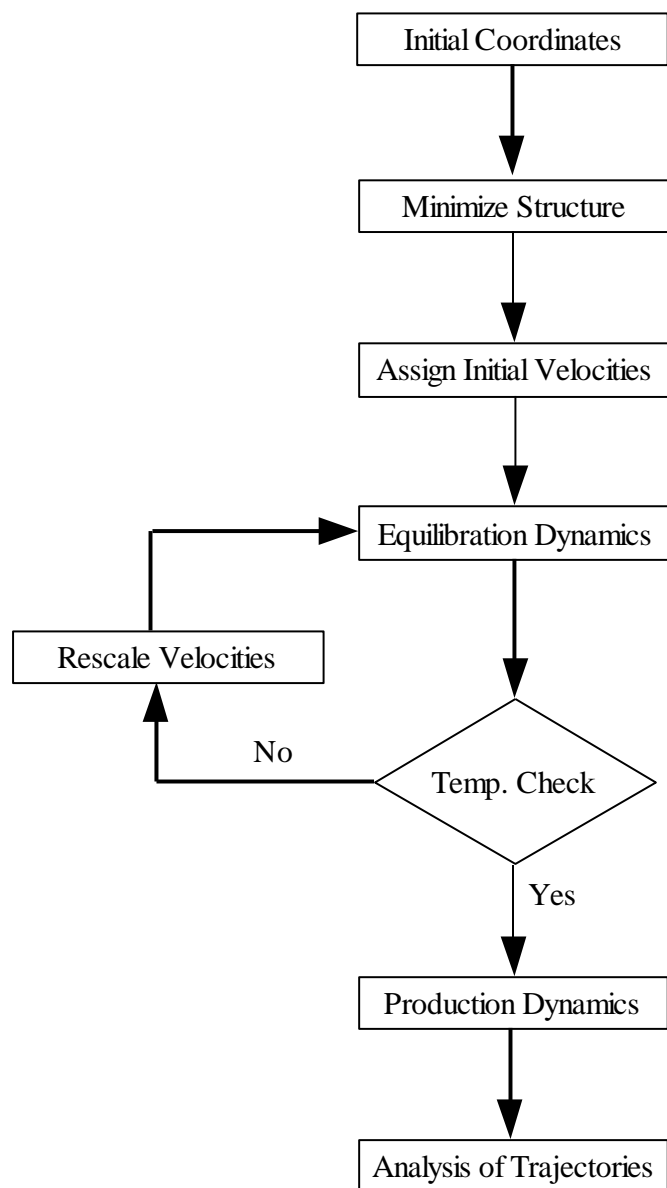 Initial Coordinates
Minimize Structure
Assign Initial Velocities
Equilibration Dynamics
Rescale Velocities
No
Temp. Check
Yes
Production Dynamics
Analysis of Trajectories